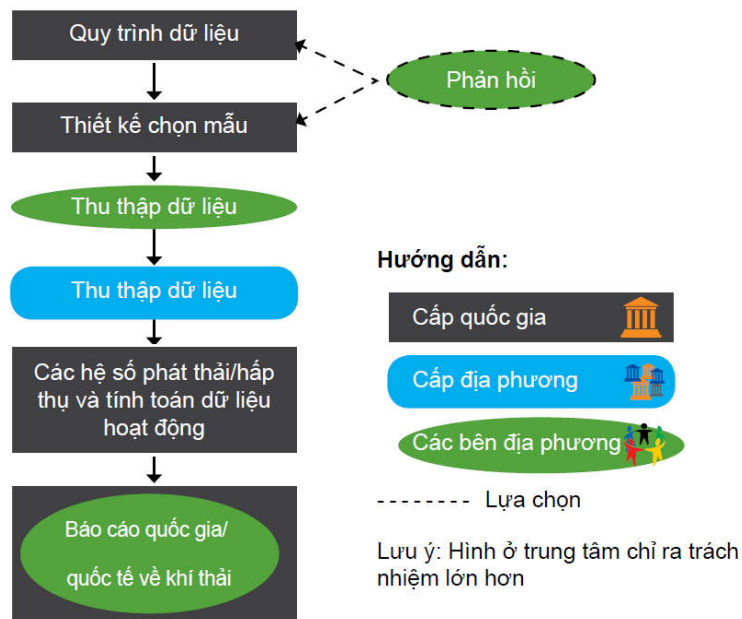 Quy trình dữ liệu
Phản hồi
Thiết kế chọn mẫu
Thu thập dữ liệu
Thu thập dữ liệu
Các hệ số phát thải/hấp
thụ và tính toán dữ liệu
hoạt động
Báo cáo quốc gia/
quốc tế về khí thải
Hướng dẫn:
Cấp quốc gia
Cấp địa phương
Các bên địa phương
Lựa chọn
Lưu ý: Hình ở trung tâm chỉ ra trách
nhiệm lớn hơn